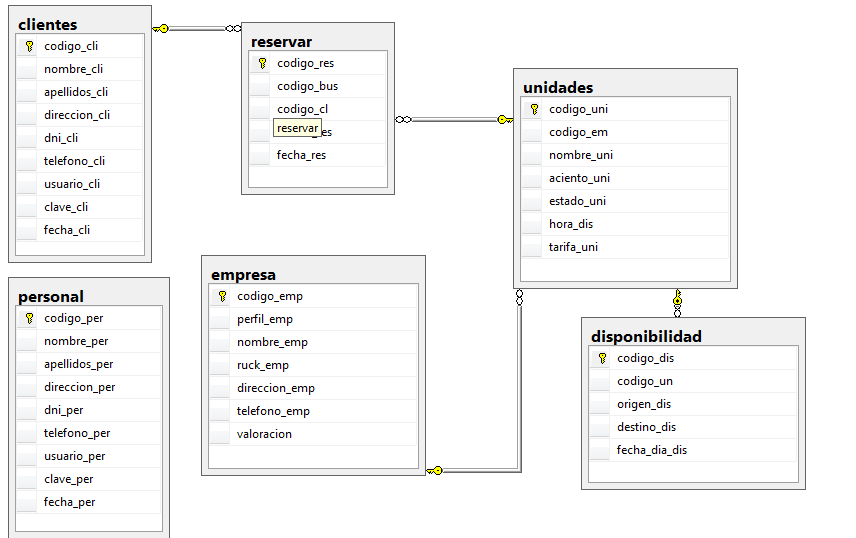 clientes
codigo_cli
nombre_cli
apellidos_cli
direccion_cli
dni_cli
telefono_cli
usuario_cli
clave_cli
fecha_cli
reservar
codigo_res
codigo_bus
codigo_cl
reservar
fecha_res
unidades
codigo_uni
codigo_em
nombre_uni
aciento_uni
estado_uni
hora_dis
tarifa_uni
personal
codigo_per
nombre_per
apellidos_per
direccion_per
dni_per
telefono_per
usuario_per
clave_per
fecha_per
empresa
codigo_emp
perfil_emp
nombre_emp
ruck_emp
direccion_emp
telefono_emp
valoracion
disponibilidad
codigo_dis
codigo_un
origen_dis
destino_dis
fecha_dia_dis